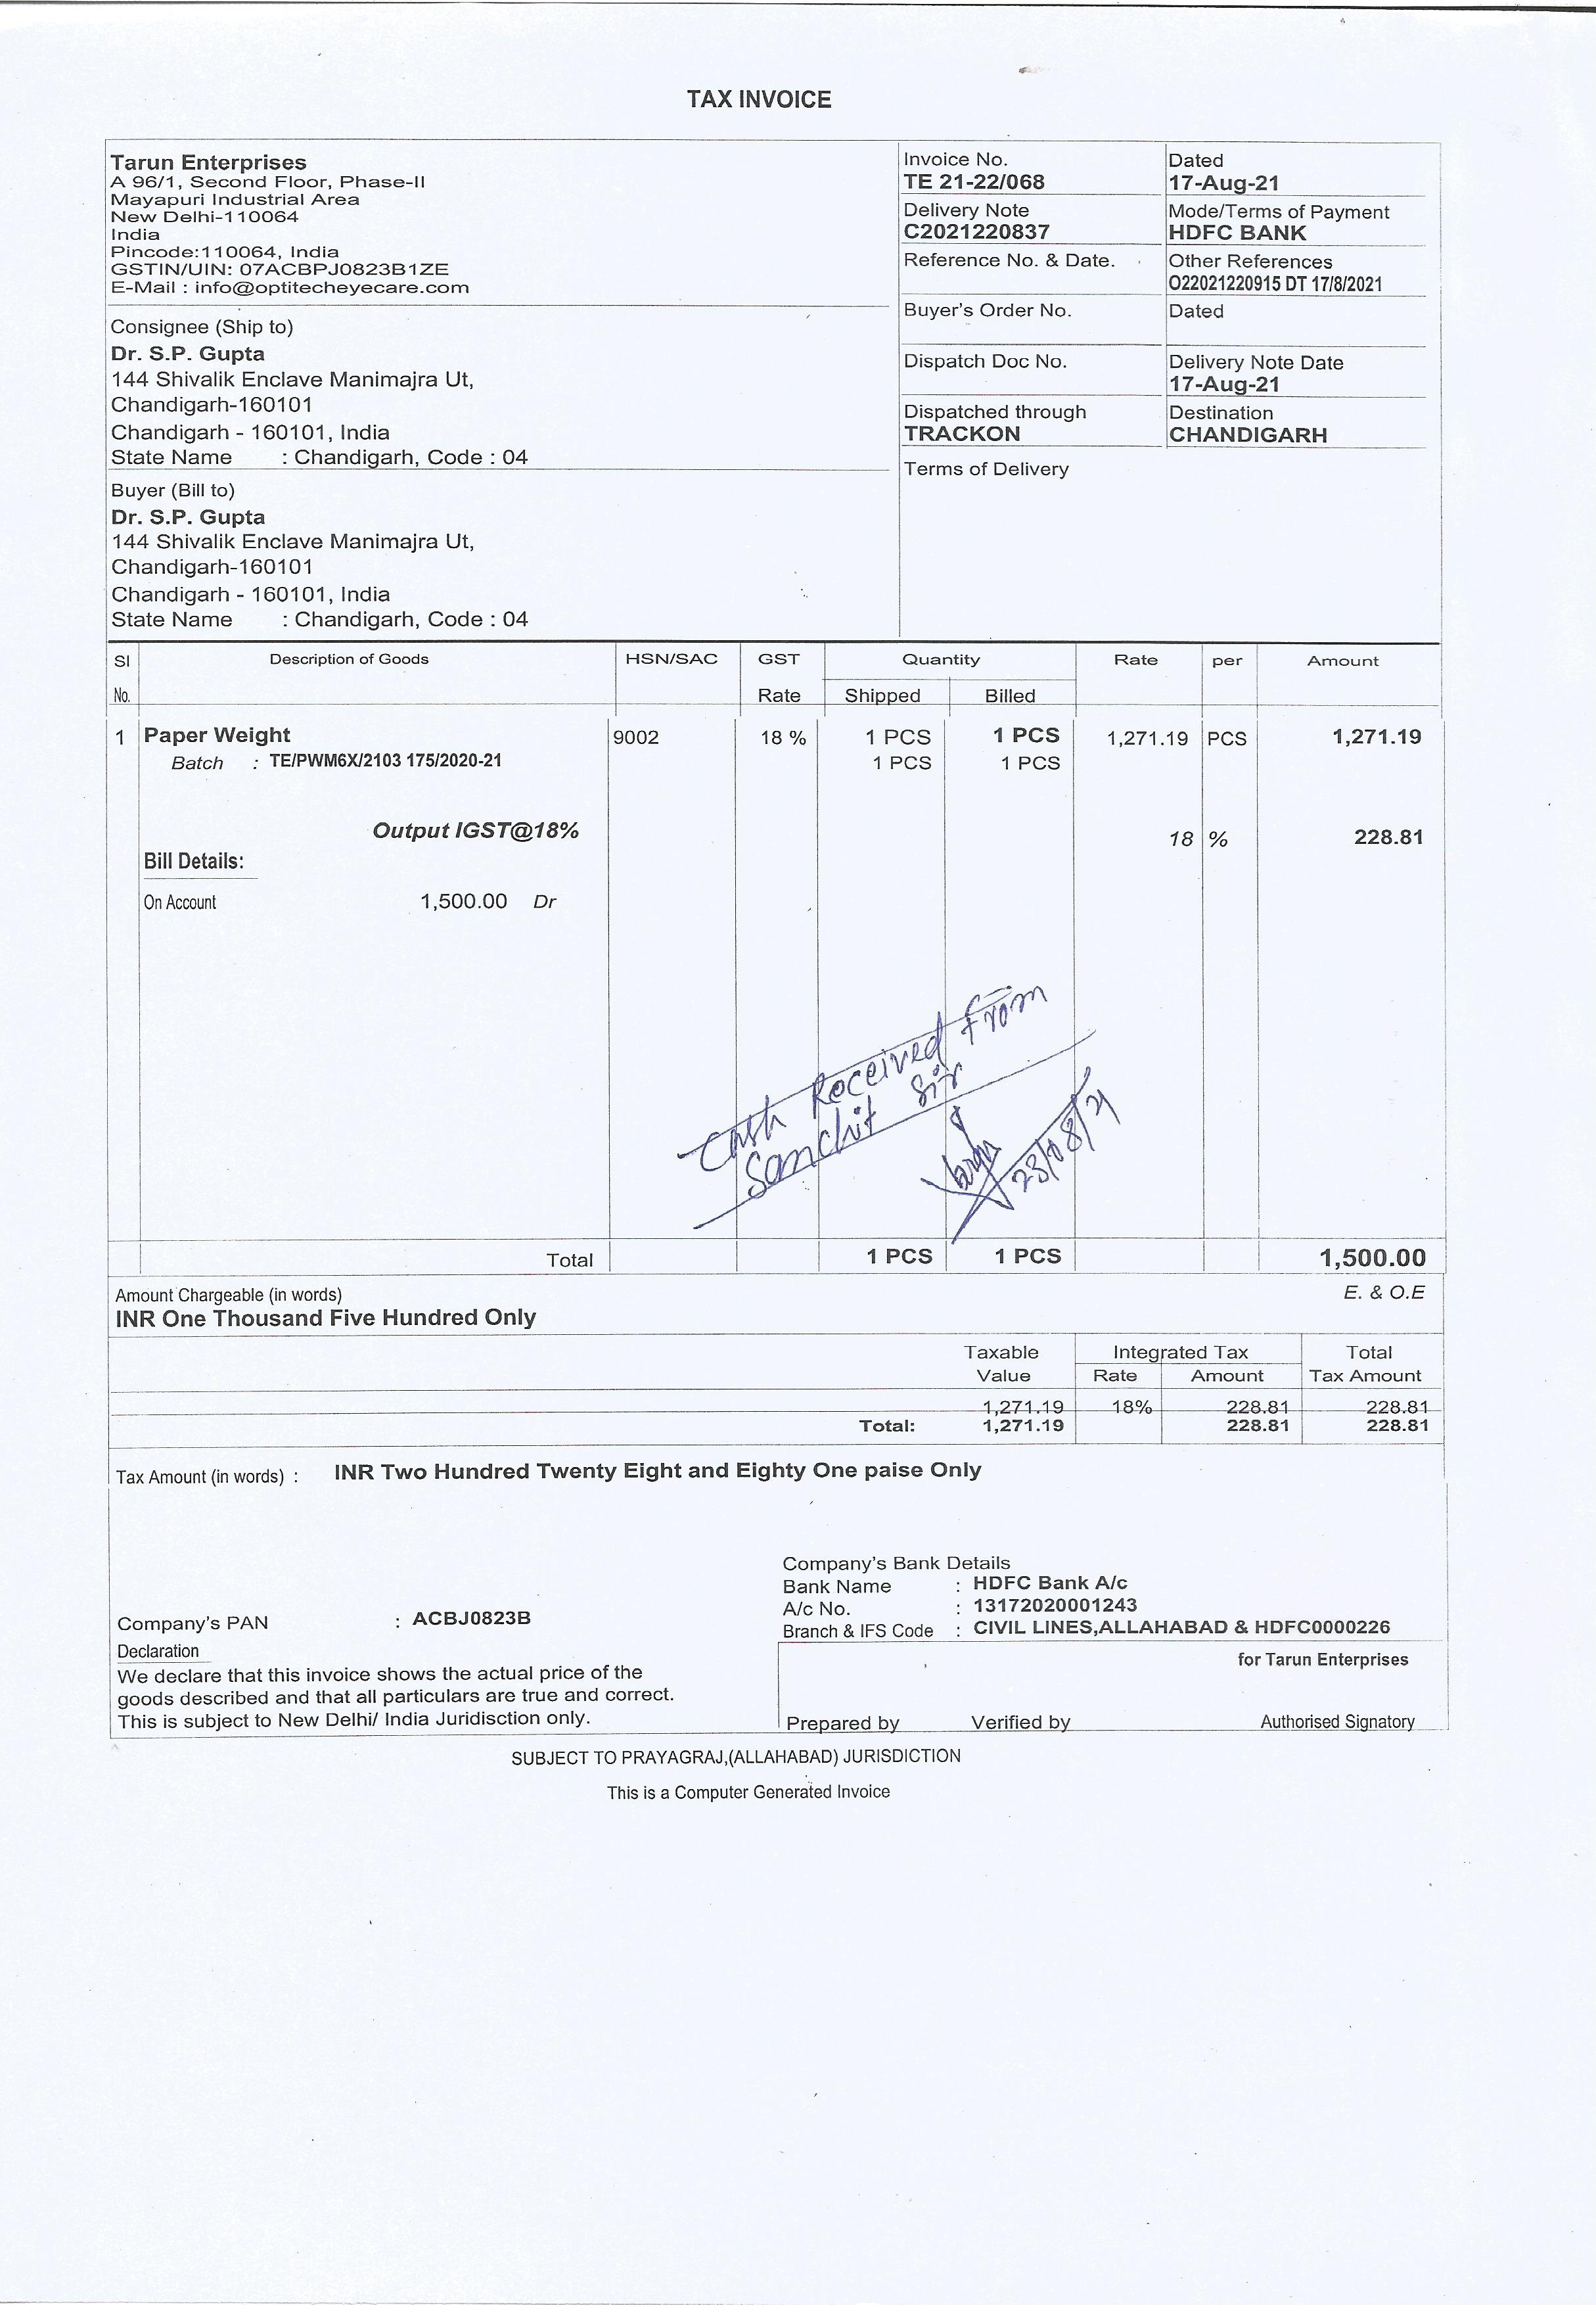 TAX INVOICE
Tarun Enterprises
A 96/1, Second Floor, Phase-II
Mayapuri Industrial Area
New Delhi-110064
India
Pincode:110064, India
GSTIN/UIN: 07ACBPJ0823B1ZE
E-Mail : info@optitecheyecare.com
Invoice No.
TE 21-22/068
Dated
17-Aug-21
Delivery Note
C2021220837
Mode/Terms of Payment
HDFC BANK
Reference No. & Date.
Other References
O22021220915 DT 17/8/2021
Buyer's Order No.
Dated
Dispatch Doc No.
Delivery Note Date
17-Aug-21
Dispatched through
TRACKON
Destination
CHANDIGARH
Terms of Delivery
Consignee (Ship to)
Dr. S.P. Gupta
144 Shivalik Enclave Manimajra Ut,
Chandigarh-160101
Chandigarh - 160101, India
State Name : Chandigarh, Code : 04
Buyer (Bill to)
Dr. S.P. Gupta
144 Shivalik Enclave Manimajra Ut,
Chandigarh-160101
Chandigarh - 160101, India
State Name : Chandigarh, Code : 04
SI No. Description of Goods HSN/SAC GST Rate Quantity Shipped Billed Rate per Amount
1 Paper Weight 9002 18 % 1 PCS 1 PCS 1,271.19 PCS 1,271.19
Batch : TE/PWM6X/2103 175/2020-21 1 PCS 1 PCS
Output IGST@18% 18 % 228.81
Bill Details:
On Account 1,500.00 Dr
Cash Received From
Sanchit Sir
23/08/21
Total 1 PCS 1 PCS 1,500.00
Amount Chargeable (in words) E. & O.E
INR One Thousand Five Hundred Only
Taxable Value Integrated Tax Rate Amount Total Tax Amount
1,271.19 18% 228.81 228.81
Total: 1,271.19 228.81 228.81
Tax Amount (in words) : INR Two Hundred Twenty Eight and Eighty One paise Only
Company's Bank Details
Bank Name : HDFC Bank A/c
A/c No. : 13172020001243
Branch & IFS Code : CIVIL LINES,ALLAHABAD & HDFC0000226
Company's PAN : ACBJ0823B
Declaration
We declare that this invoice shows the actual price of the
goods described and that all particulars are true and correct.
This is subject to New Delhi/ India Juridisction only.
for Tarun Enterprises
Prepared by Verified by Authorised Signatory
SUBJECT TO PRAYAGRAJ,(ALLAHABAD) JURISDICTION
This is a Computer Generated Invoice